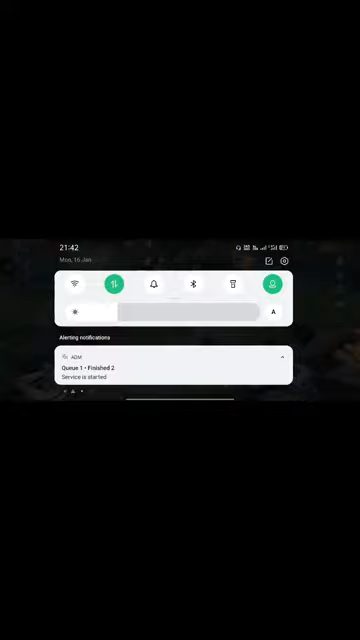 21:42
Mon, 16 Jan
A
Alerting notifications
ADM
Queue 1 • Finished 2
Service is started